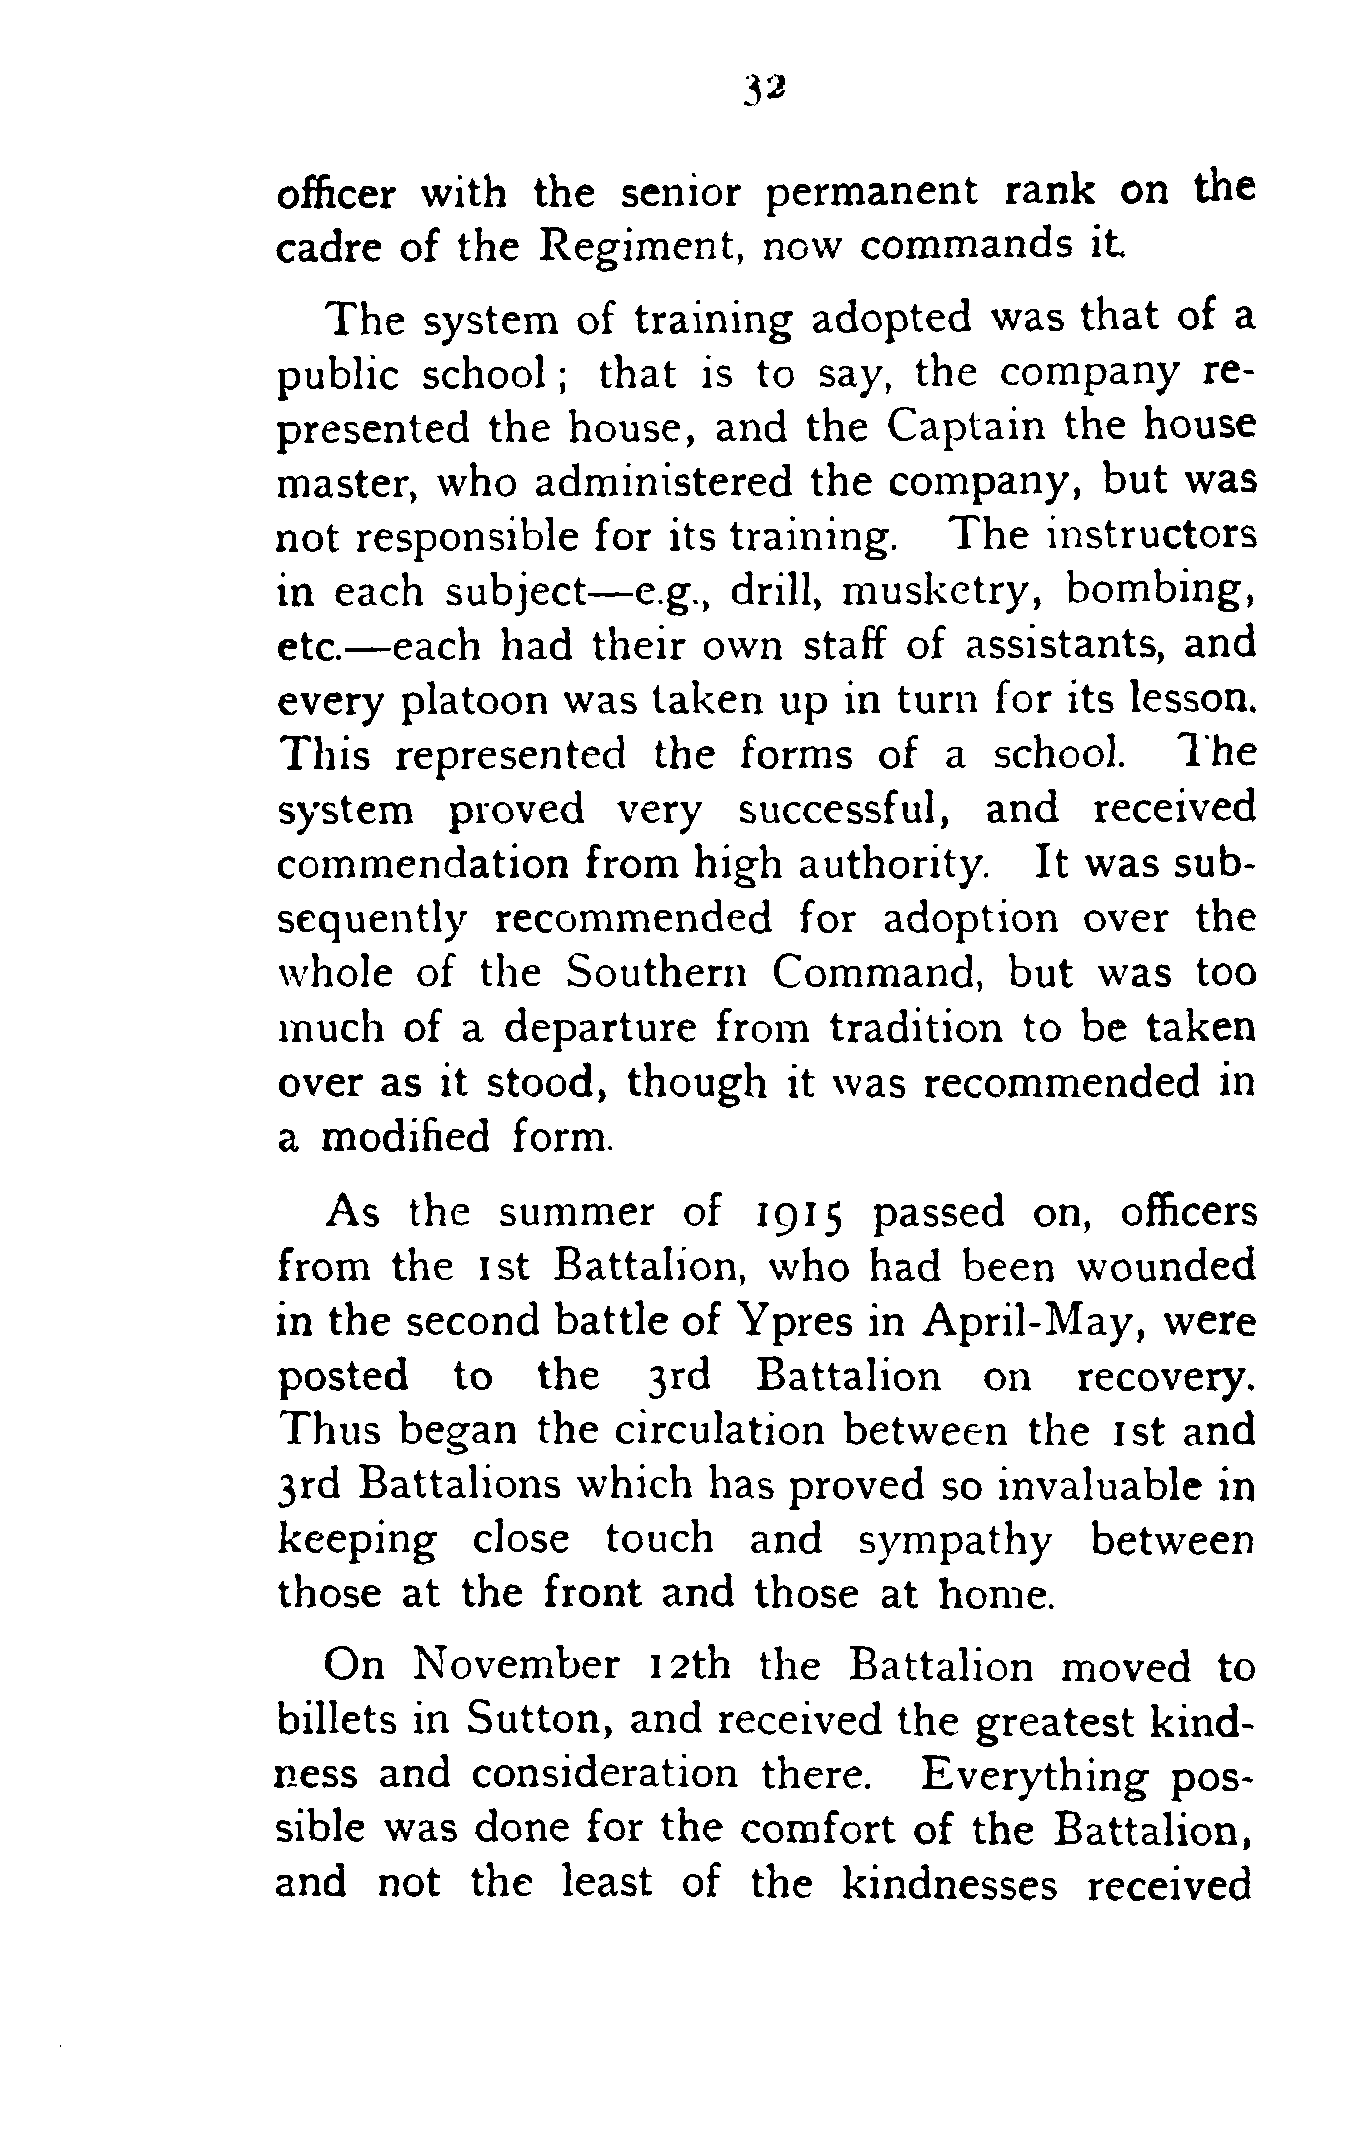 32
officer with the senior permanent rank on the
cadre of the Regiment, now commands it.
The system of training adopted was that of a
public school ; that is to say, the company re-
presented the house, and the Captain the house
master, who administered the company, but was
not responsible for its training. The instructors
in each subject—e.g., drill, musketry, bombing,
etc.—each had their own staff of assistants, and
every platoon was taken up in turn for its lesson.
This represented the forms of a school. The
system proved very successful, and received
commendation from high authority. It was sub-
sequently recommended for adoption over the
whole of the Southern Command, but was too
much of a departure from tradition to be taken
over as it stood, though it was recommended in
a modified form.
As the summer of 1915 passed on, officers
from the 1st Battalion, who had been wounded
in the second battle of Ypres in April-May, were
posted to the 3rd Battalion on recovery.
Thus began the circulation between the 1st and
3rd Battalions which has proved so invaluable in
keeping close touch and sympathy between
those at the front and those at home.
On November 12th the Battalion moved to
billets in Sutton, and received the greatest kind-
ness and consideration there. Everything pos-
sible was done for the comfort of the Battalion,
and not the least of the kindnesses received